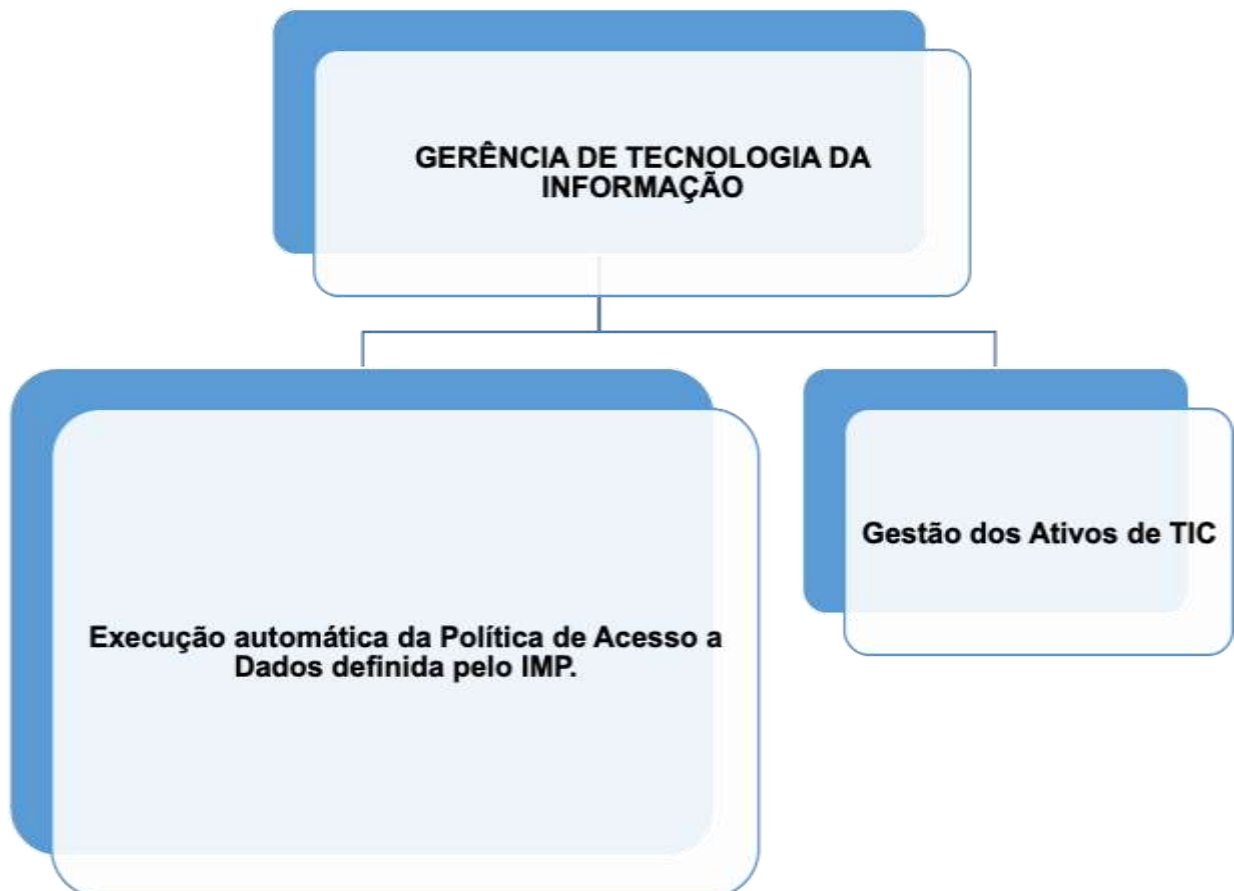 GERÊNCIA DE TECNOLOGIA DA
INFORMAÇÃO
Execução automática da Política de Acesso a
Dados definida pelo IMP.
Gestão dos Ativos de TIC